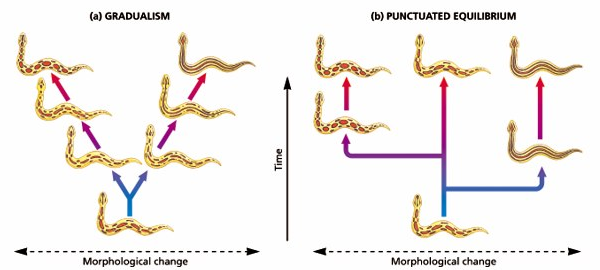 (a) GRADUALISM
(b) PUNCTUATED EQUILIBRIUM
Time
Morphological change
Morphological change